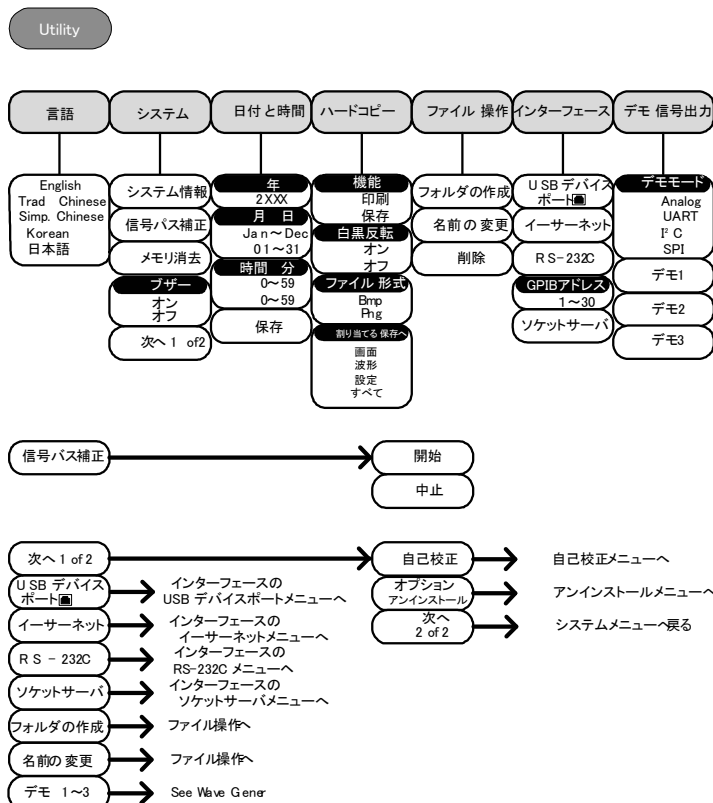 Utility
言語
システム
日付と時間
ハードコピー
ファイル 操作
インターフェース
デモ 信号出力
English
Trad Chinese
Simp. Chinese
Korean
日本語
システム情報
信号パス補正
メモリ消去
ブザー
オン
オフ
次へ 1 of2
年
2XXX
月 日
Jan～Dec
01～31
時間 分
0～59
0～59
保存
機能
印刷
保存
白黒反転
オン
オフ
ファイル 形式
Bmp
Png
割り当てる 保存へ
画面
波形
設定
すべて
フォルダの作成
名前の 変更
削除
USB デバイス
ポート
イーサーネット
RS-232C
GPIBアドレス
1～30
ソケットサーバ
デモモード
Analog
UART
I² C
SPI
デモ1
デモ2
デモ3
信号パス補正
開始
中止
次へ 1 of 2
自己校正
自己校正メニューへ
USB デバイス
ポート
インターフェースの
USB デバイスポートメニューへ
オプション
アンインストール
アンインストールメニューへ
イーサーネット
インターフェースの
イーサーネットメニューへ
次へ
2 of 2
システムメニューへ戻る
RS - 232C
インターフェースの
RS-232C メニューへ
ソケットサーバ
インターフェースの
ソケットサーバメニューへ
フォルダの作成
ファイル操作へ
名前の 変更
ファイル操作へ
デモ 1～3
See Wave Gener